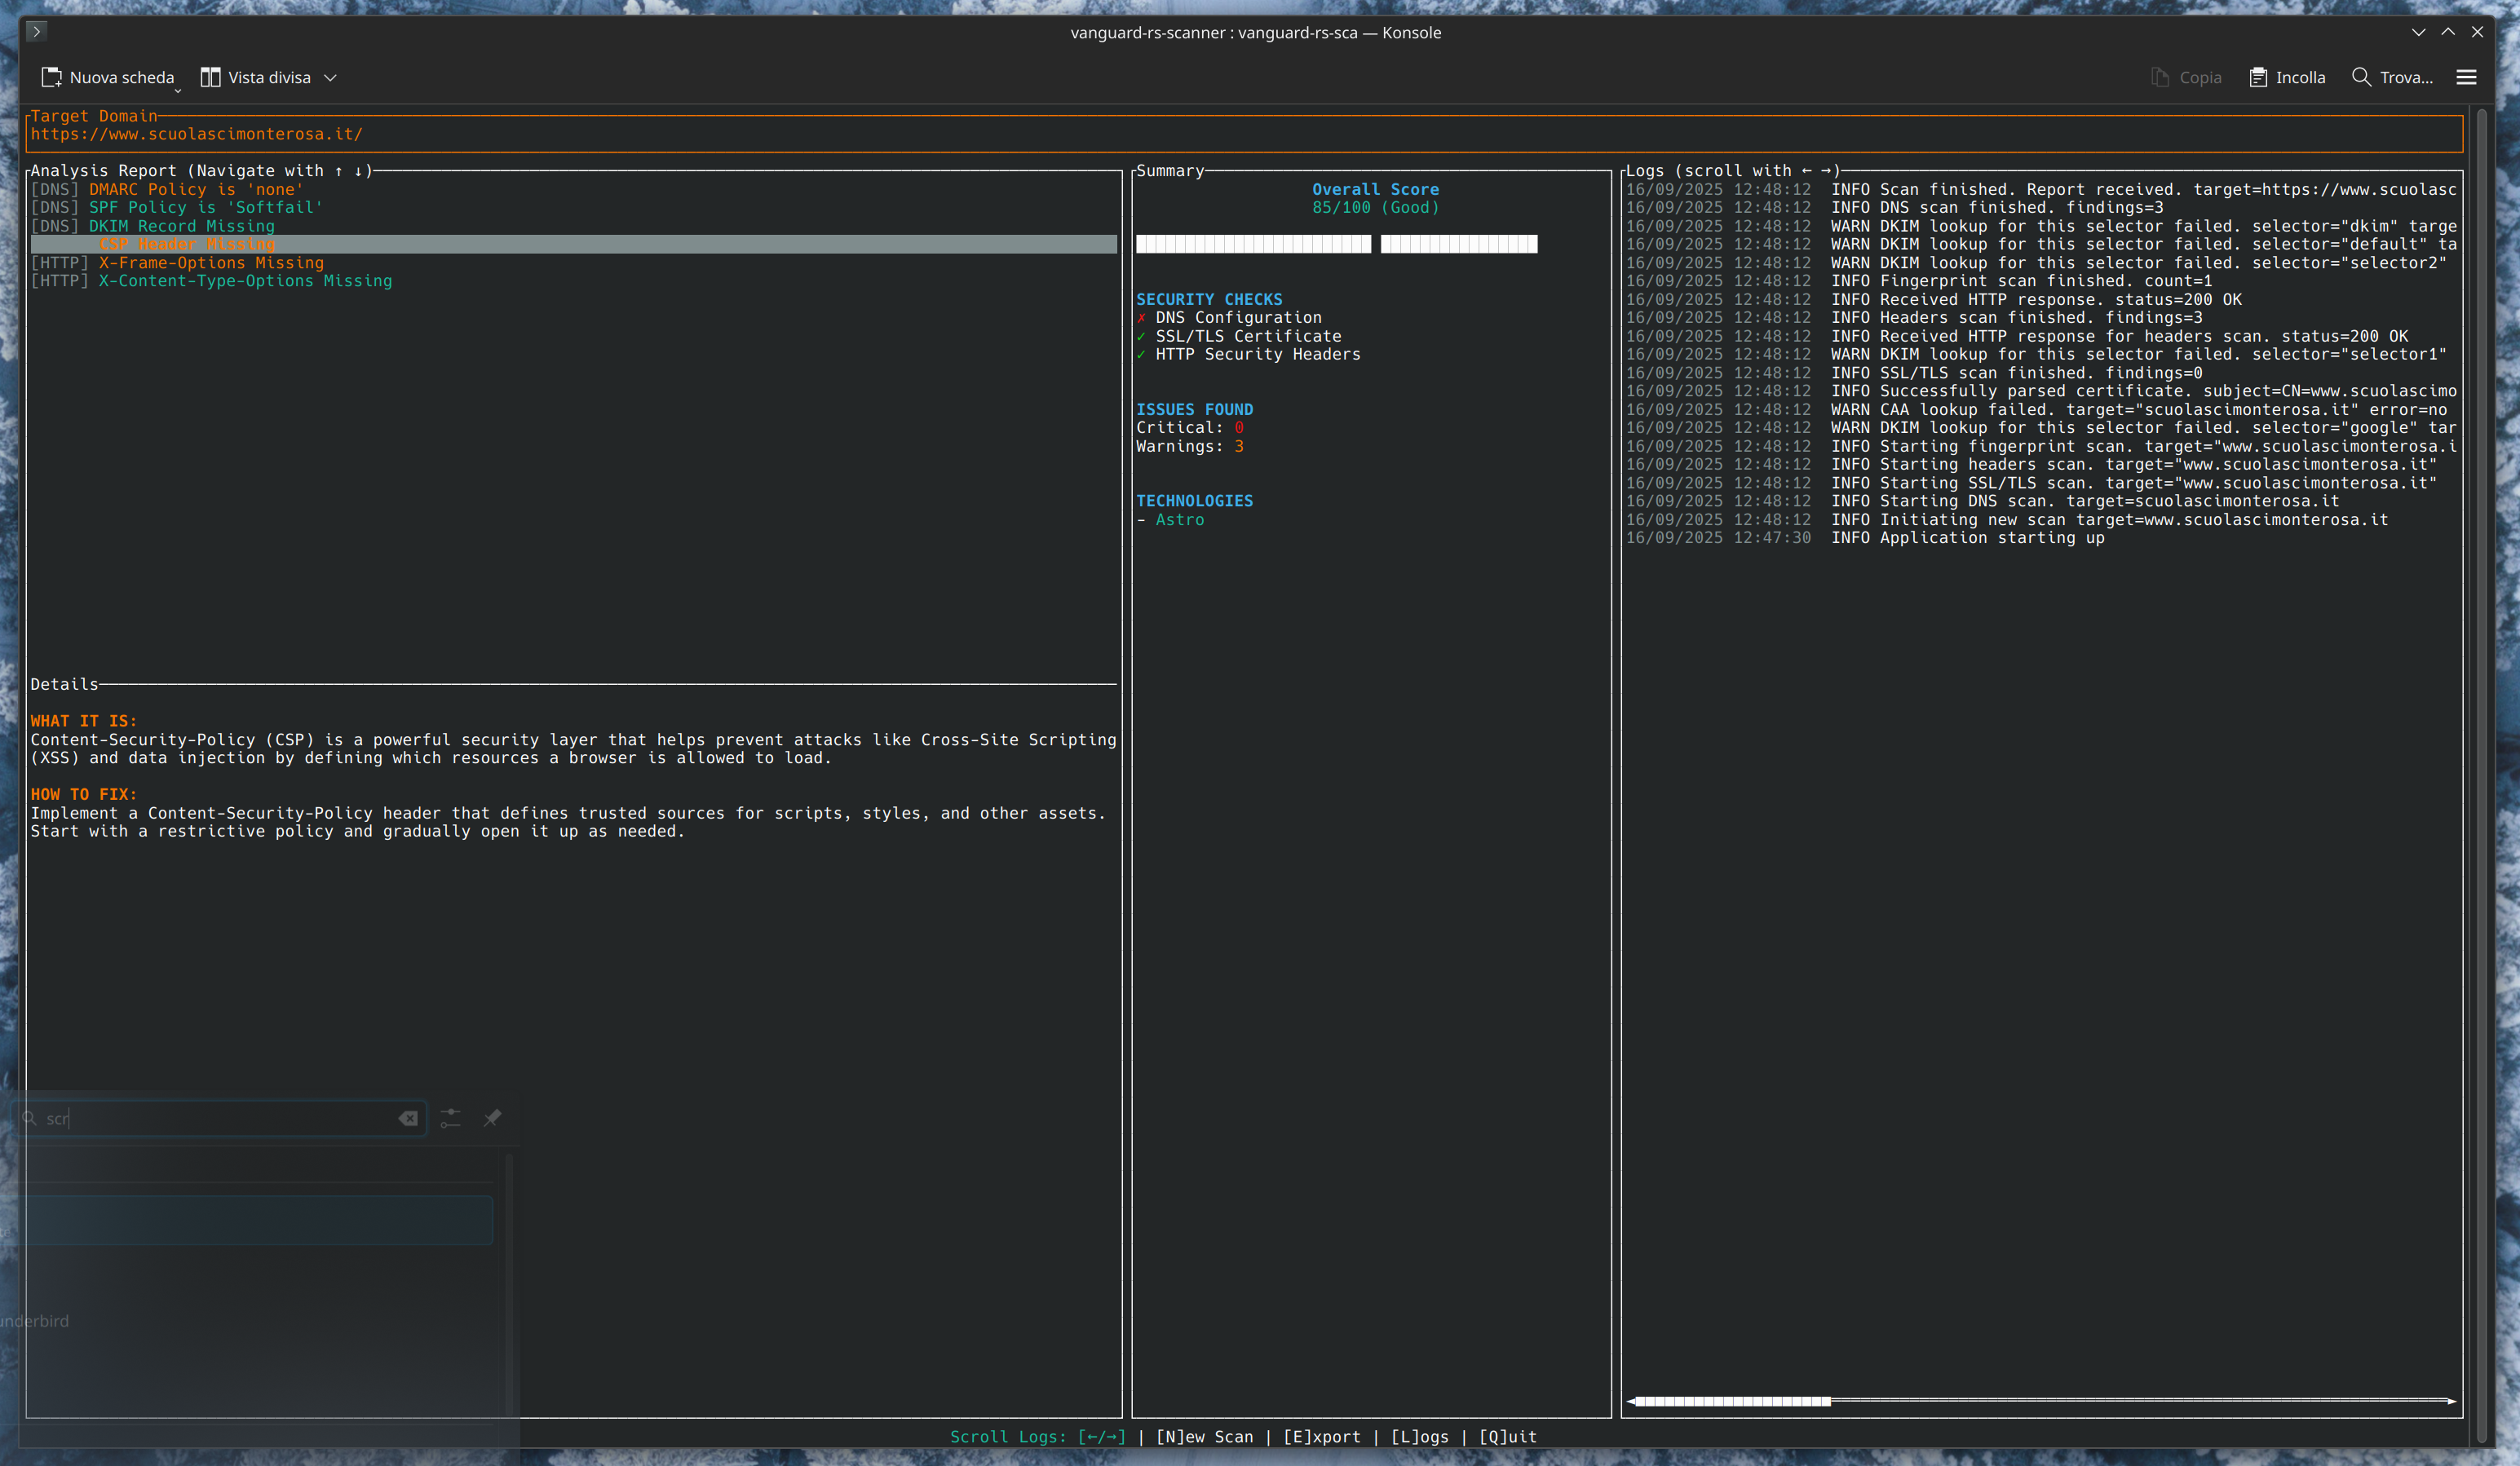 vanguard-rs-scanner : vanguard-rs-sca — Konsole
Nuova scheda
Vista divisa
Copia
Incolla
Trova...
Target Domain
https://www.scuolascimonterosa.it/
Analysis Report (Navigate with ↑ ↓)
[DNS] DMARC Policy is 'none'
[DNS] SPF Policy is 'Softfail'
[DNS] DKIM Record Missing
CSP Header Missing
[HTTP] X-Frame-Options Missing
[HTTP] X-Content-Type-Options Missing
Details
WHAT IT IS:
Content-Security-Policy (CSP) is a powerful security layer that helps prevent attacks like Cross-Site Scripting
(XSS) and data injection by defining which resources a browser is allowed to load.
HOW TO FIX:
Implement a Content-Security-Policy header that defines trusted sources for scripts, styles, and other assets.
Start with a restrictive policy and gradually open it up as needed.
scr
underbird
Summary
Overall Score
85/100 (Good)
SECURITY CHECKS
✗ DNS Configuration
✓ SSL/TLS Certificate
✓ HTTP Security Headers
ISSUES FOUND
Critical: 0
Warnings: 3
TECHNOLOGIES
- Astro
Logs (scroll with ← →)
16/09/2025 12:48:12  INFO Scan finished. Report received. target=https://www.scuolasc
16/09/2025 12:48:12  INFO DNS scan finished. findings=3
16/09/2025 12:48:12  WARN DKIM lookup for this selector failed. selector="dkim" targe
16/09/2025 12:48:12  WARN DKIM lookup for this selector failed. selector="default" ta
16/09/2025 12:48:12  WARN DKIM lookup for this selector failed. selector="selector2"
16/09/2025 12:48:12  INFO Fingerprint scan finished. count=1
16/09/2025 12:48:12  INFO Received HTTP response. status=200 OK
16/09/2025 12:48:12  INFO Headers scan finished. findings=3
16/09/2025 12:48:12  INFO Received HTTP response for headers scan. status=200 OK
16/09/2025 12:48:12  WARN DKIM lookup for this selector failed. selector="selector1"
16/09/2025 12:48:12  INFO SSL/TLS scan finished. findings=0
16/09/2025 12:48:12  INFO Successfully parsed certificate. subject=CN=www.scuolascimo
16/09/2025 12:48:12  WARN CAA lookup failed. target="scuolascimonterosa.it" error=no
16/09/2025 12:48:12  WARN DKIM lookup for this selector failed. selector="google" tar
16/09/2025 12:48:12  INFO Starting fingerprint scan. target="www.scuolascimonterosa.i
16/09/2025 12:48:12  INFO Starting headers scan. target="www.scuolascimonterosa.it"
16/09/2025 12:48:12  INFO Starting SSL/TLS scan. target="www.scuolascimonterosa.it"
16/09/2025 12:48:12  INFO Starting DNS scan. target=scuolascimonterosa.it
16/09/2025 12:48:12  INFO Initiating new scan target=www.scuolascimonterosa.it
16/09/2025 12:47:30  INFO Application starting up
Scroll Logs: [←/→] | [N]ew Scan | [E]xport | [L]ogs | [Q]uit